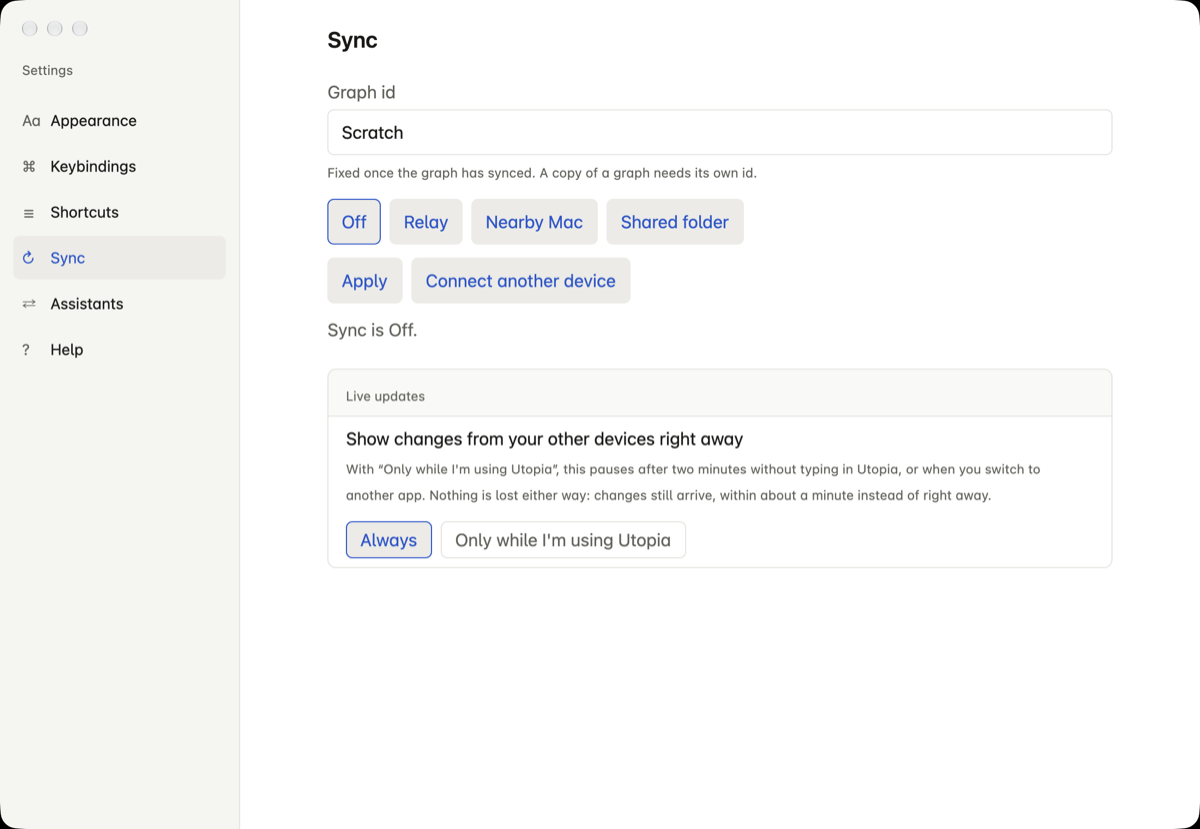 Settings
Aa Appearance
⌘ Keybindings
≡ Shortcuts
↻ Sync
⇄ Assistants
? Help
Sync
Graph id
Scratch
Fixed once the graph has synced. A copy of a graph needs its own id.
Off Relay Nearby Mac Shared folder
Apply Connect another device
Sync is Off.
Live updates
Show changes from your other devices right away
With “Only while I'm using Utopia”, this pauses after two minutes without typing in Utopia, or when you switch to
another app. Nothing is lost either way: changes still arrive, within about a minute instead of right away.
Always Only while I'm using Utopia